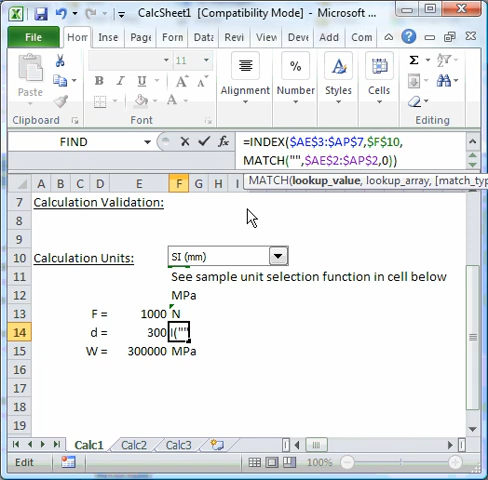 CalcSheet1 [Compatibility Mode] - Microsoft ...
File Hom Inser Page Form Data Revi View Deve Add Com
Paste
Clipboard
B I U
A A
Font
Alignment
%
Number
Styles
Cells
Σ
Editing
FIND
fx
=INDEX($AE$3:$AP$7,$F$10,
MATCH("",$AE$2:$AP$2,0))
MATCH(lookup_value, lookup_array, [match_typ
A B C D E F G H I
7 Calculation Validation:
8
9
10 Calculation Units: SI (mm)
11 See sample unit selection function in cell below
12 MPa
13 F = 1000 N
14 d = 300 I(""
15 W = 300000 MPa
16
17
18
19
Calc1 Calc2 Calc3
Edit 100%